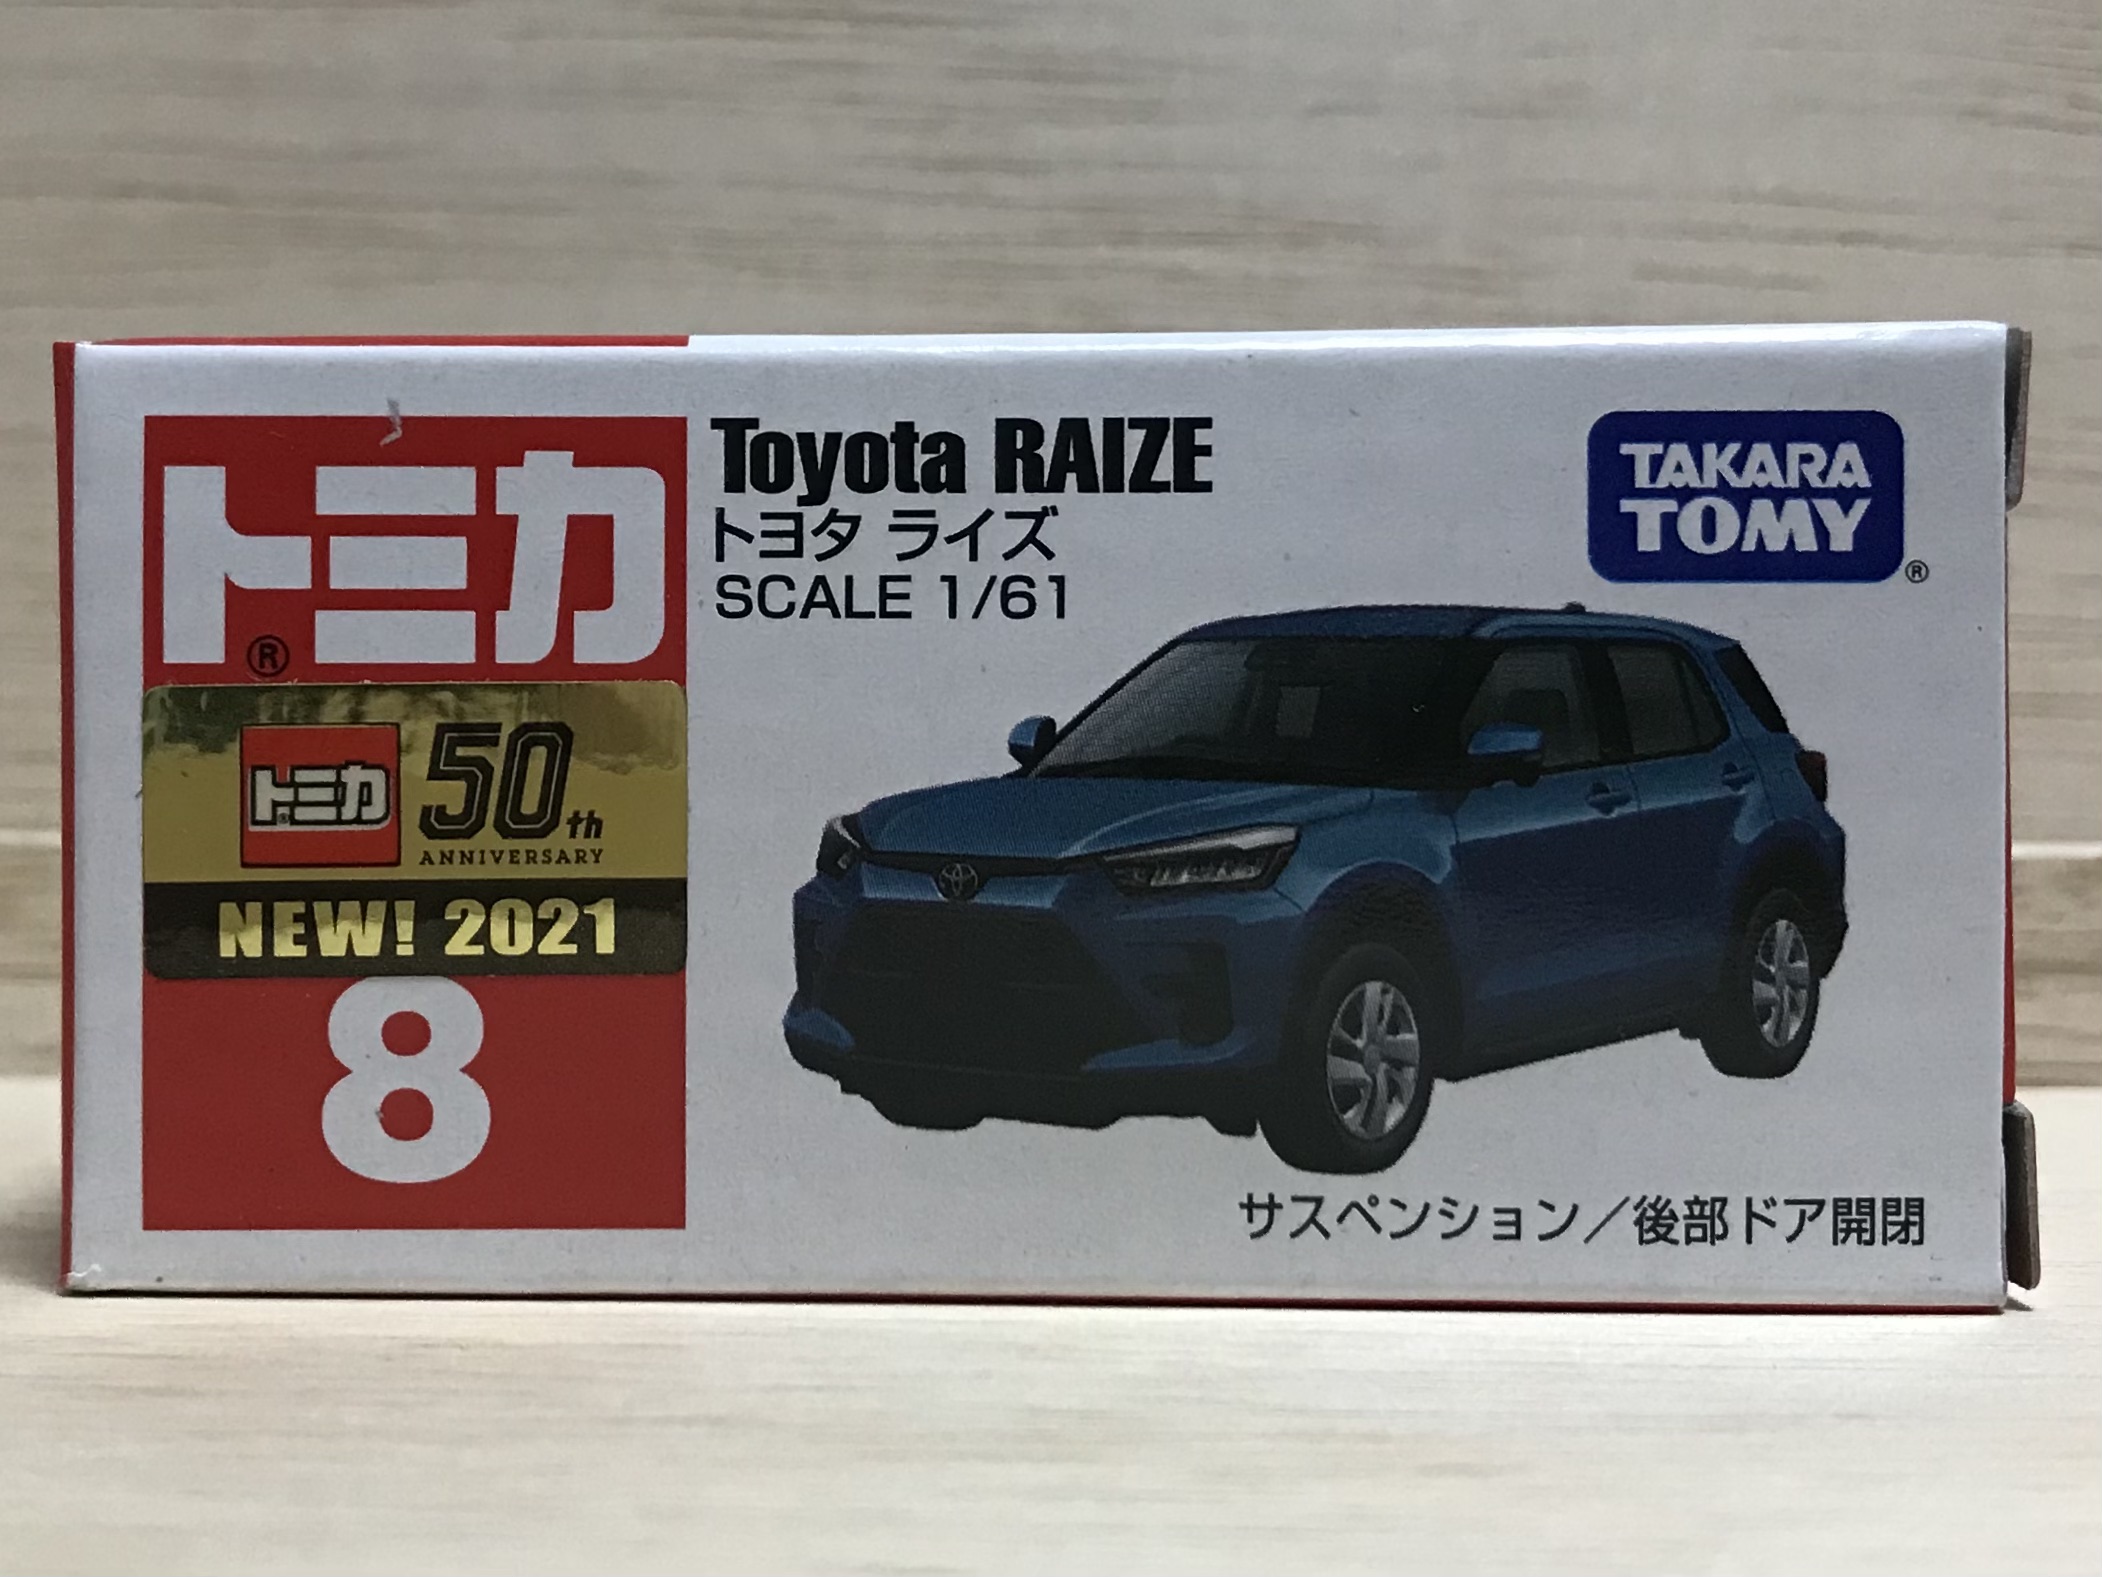 トミカ
®
トミカ
50th
ANNIVERSARY
NEW! 2021
8
Toyota RAIZE
トヨタ ライズ
SCALE 1/61
TAKARA
TOMY
®
サスペンション／後部ドア開閉